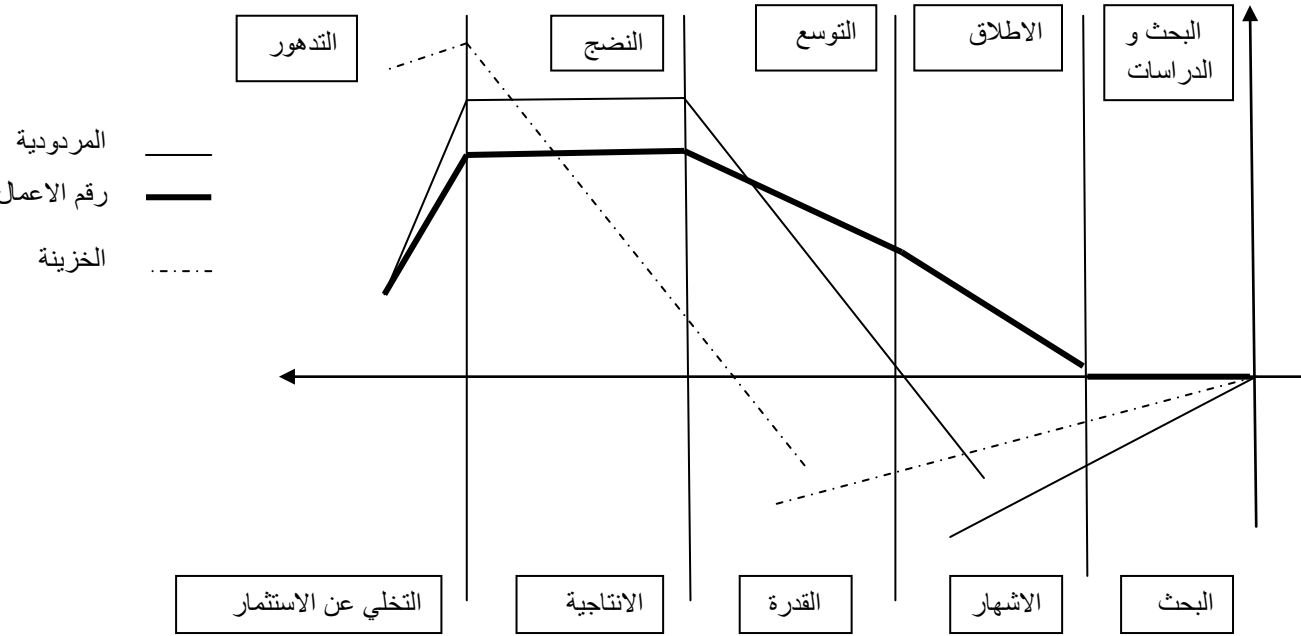 البحث و
الدراسات
الاطلاق
التوسع
النضج
التدهور
المردودية
رقم الاعمال
الخزينة
البحث
الاشهار
القدرة
الانتاجية
التخلي عن الاستثمار